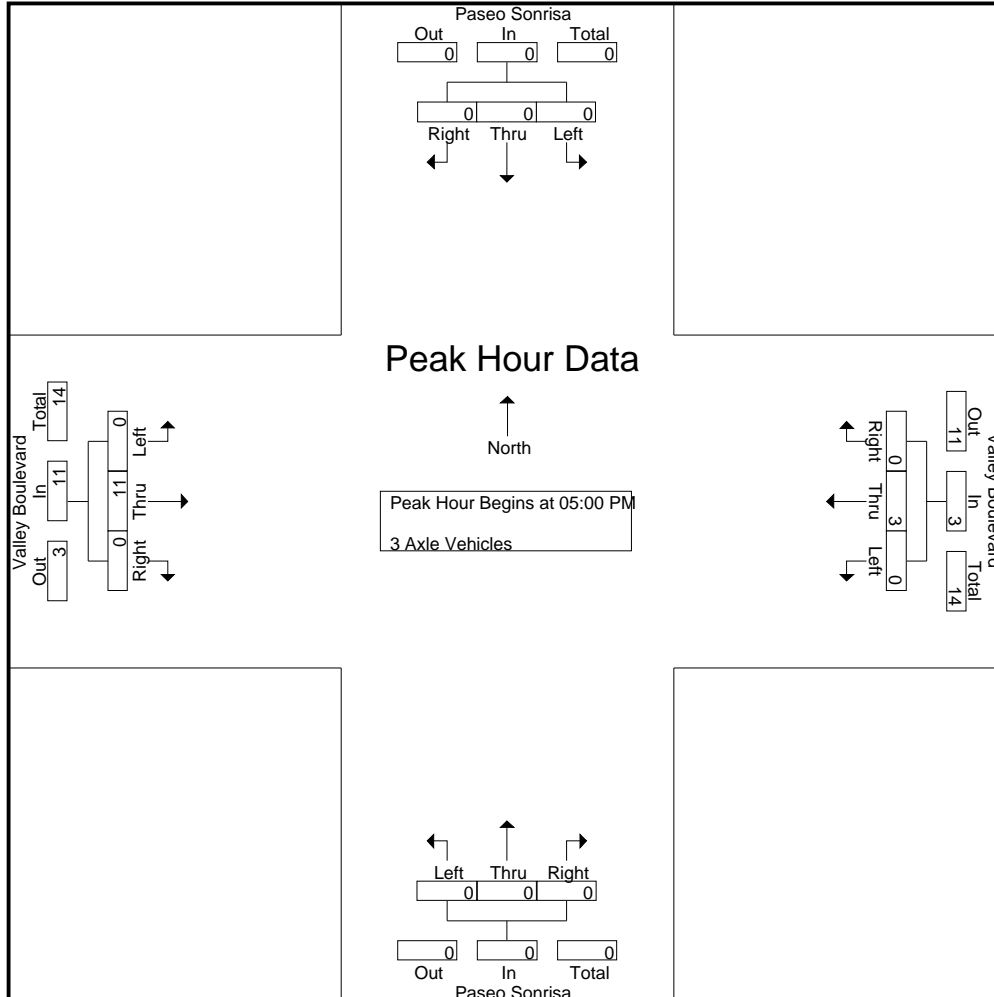 Paseo Sonrisa
Out In Total
0 0 0
0 0 0
Right Thru Left
Peak Hour Data
North
Peak Hour Begins at 05:00 PM
3 Axle Vehicles
Valley Boulevard
Out In Total
3 11 14
0 11 0
Right Thru Left
Valley Boulevard
Out In Total
11 3 14
0 3 0
Right Thru Left
Left Thru Right
0 0 0
0 0 0
Out In Total
Paseo Sonrisa